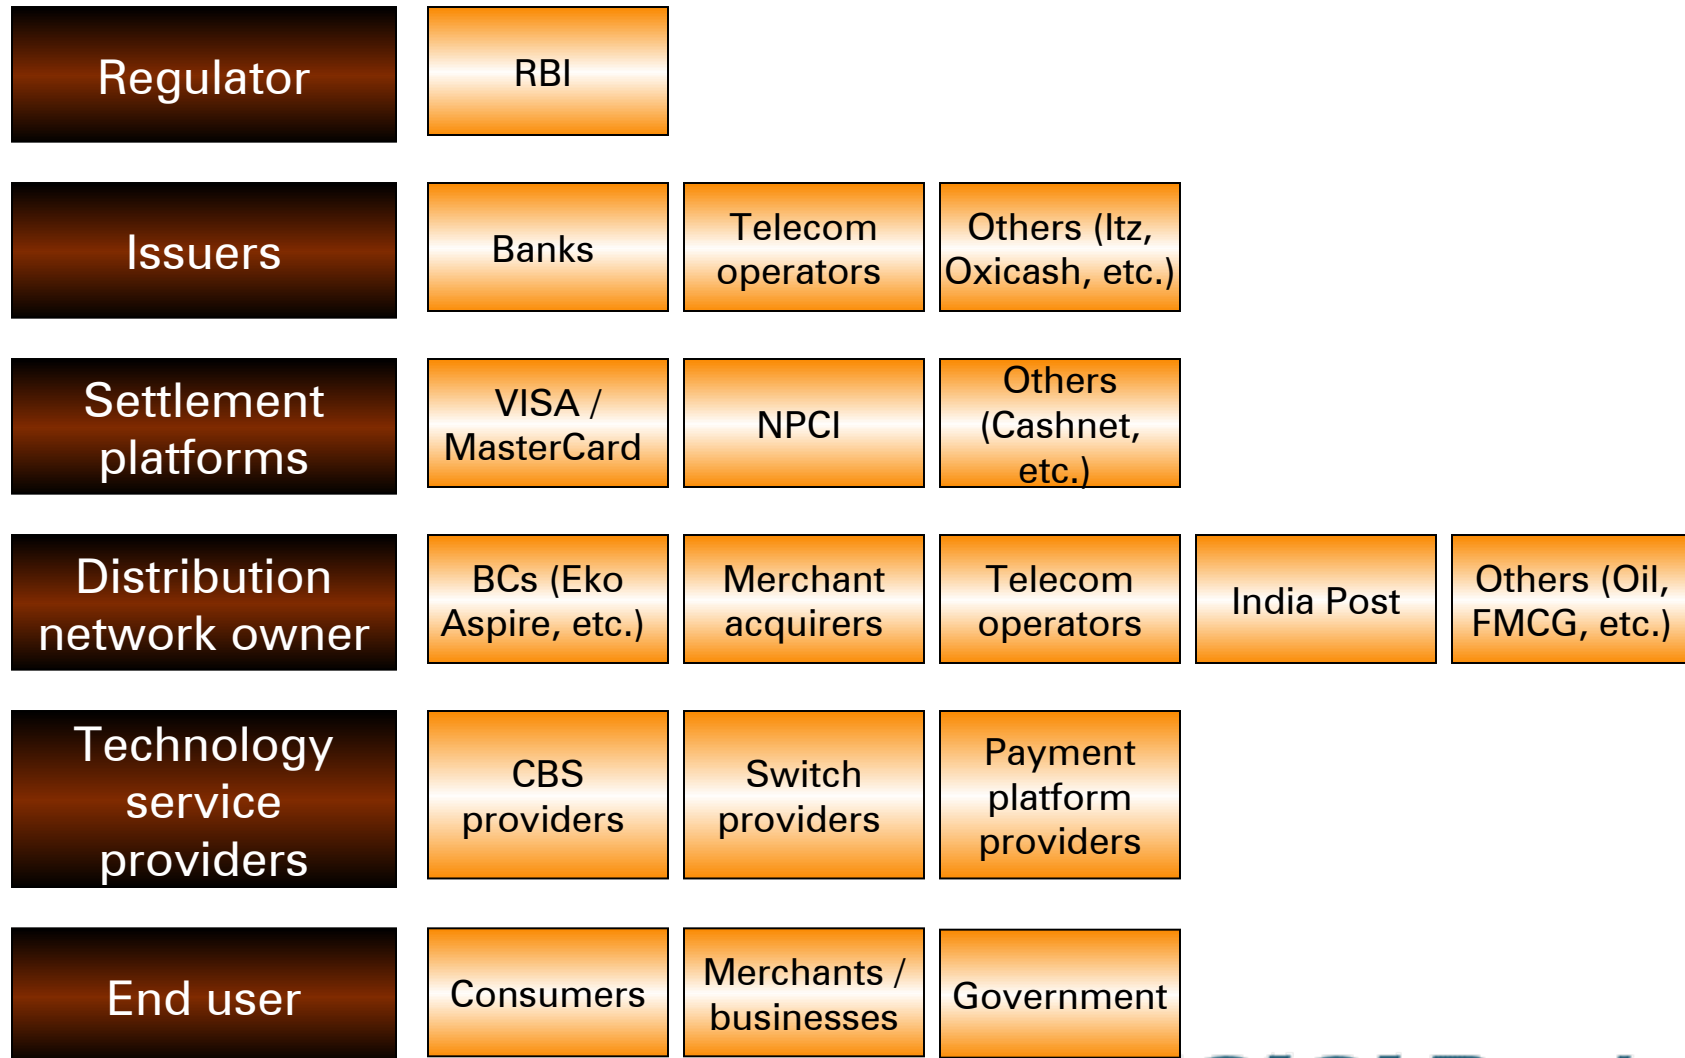 Regulator
RBI
Issuers
Banks
Telecom
operators
Others (Itz,
Oxicash, etc.)
Settlement
platforms
VISA /
MasterCard
NPCI
Others
(Cashnet,
etc.)
Distribution
network owner
BCs (Eko
Aspire, etc.)
Merchant
acquirers
Telecom
operators
India Post
Others (Oil,
FMCG, etc.)
Technology
service
providers
CBS
providers
Switch
providers
Payment
platform
providers
End user
Consumers
Merchants /
businesses
Government